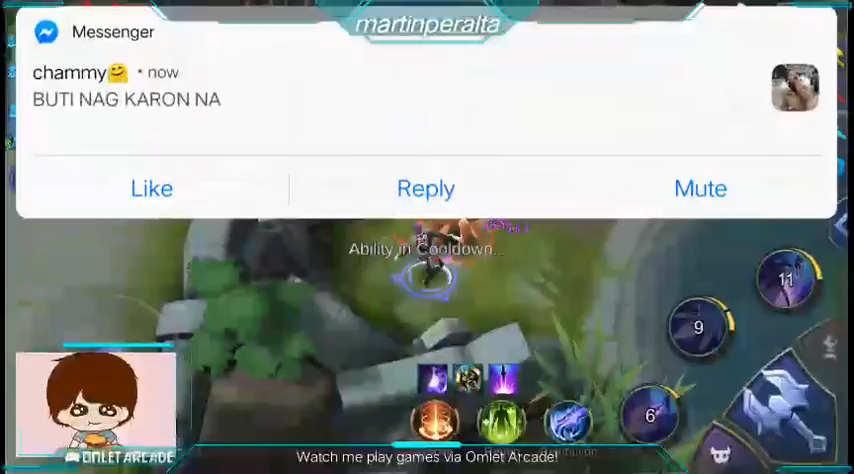 martinperalta
Messenger
chammy🤗 • now
BUTI NAG KARON NA
Like
Reply
Mute
Ability in Cooldown...
11
9
6
OMLET ARCADE
Watch me play games via Omlet Arcade!